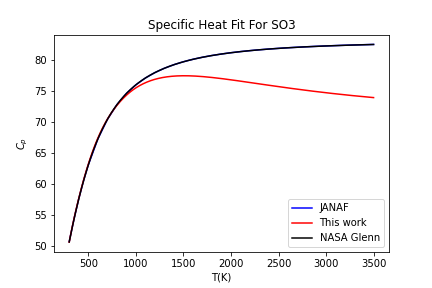 Specific Heat Fit For SO3
80
75
70
65
60
55
50
C_p
500 1000 1500 2000 2500 3000 3500
T(K)
JANAF
This work
NASA Glenn